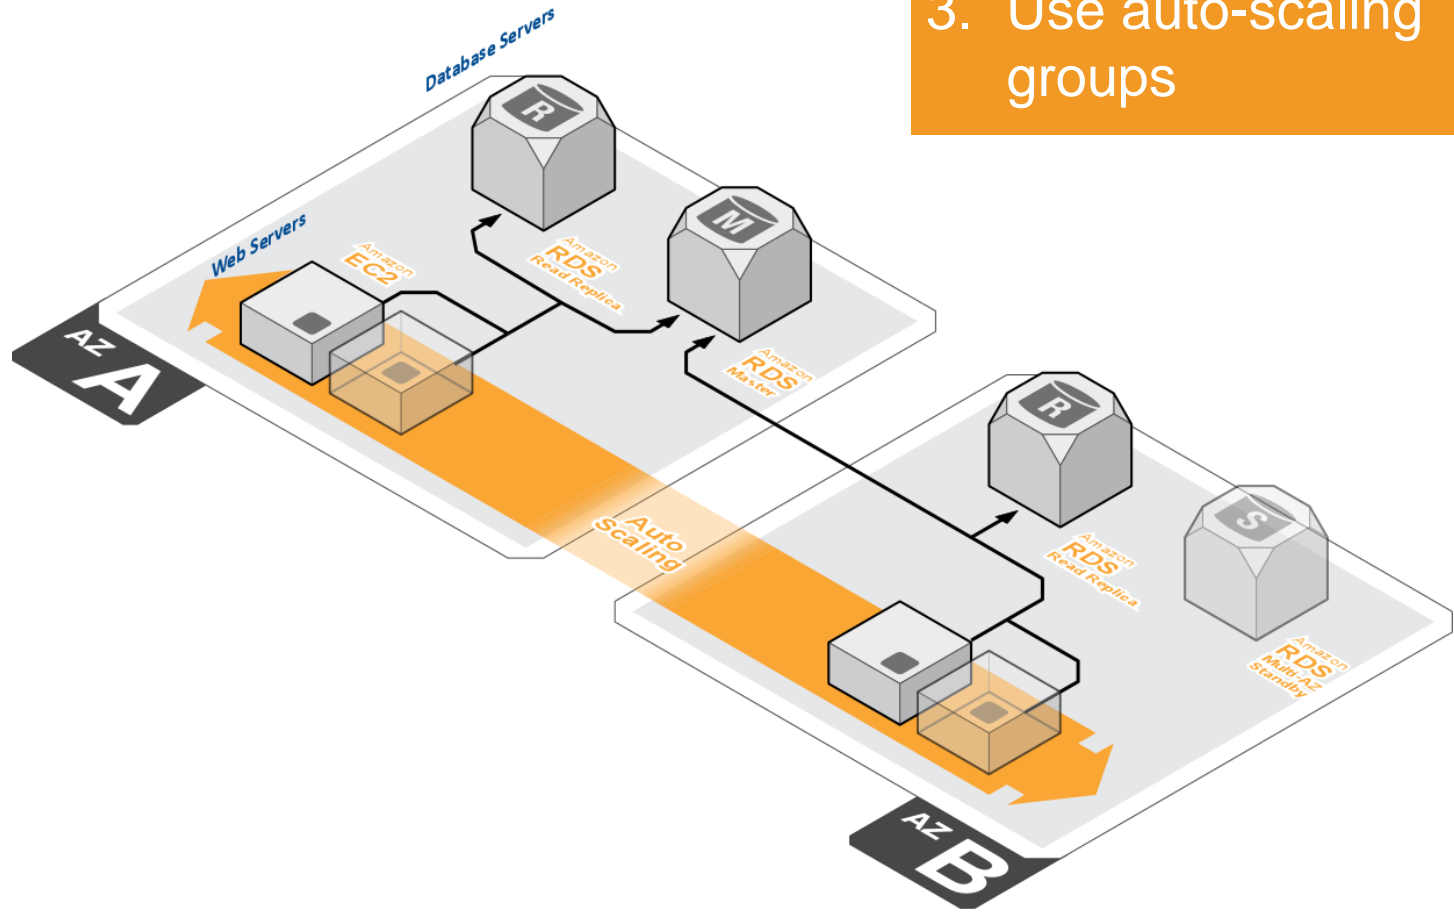 3. Use auto-scaling
groups
Database Servers
R
M
Web Servers
Amazon
EC2
Amazon
RDS
Read Replica
Amazon
RDS
Master
AZ
A
R
S
Auto
Scaling
Amazon
RDS
Read Replica
Amazon
RDS
Multi-AZ
Standby
AZ
B